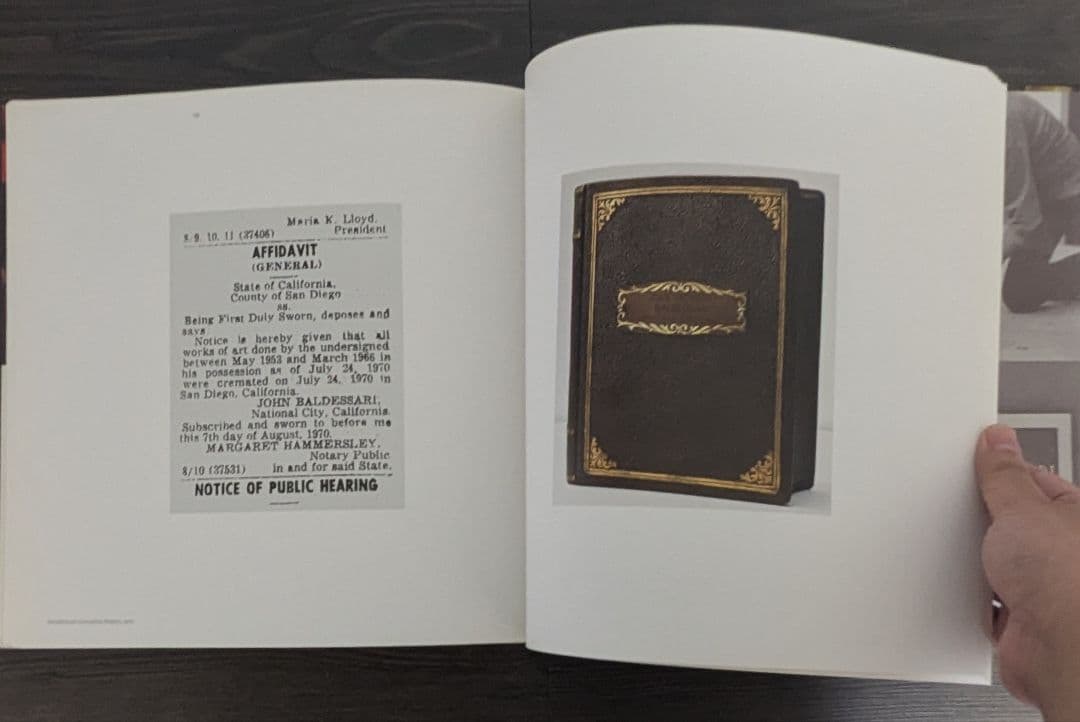 Maria K. Lloyd.
8/9, 10, 11 (37406) President
AFFIDAVIT
(GENERAL)
State of California,
County of San Diego
ss.
Being First Duly Sworn, deposes and
says
Notice is hereby given that all
works of art done by the undersigned
between May 1953 and March 1966 in
his possession as of July 24, 1970
were cremated on July 24, 1970 in
San Diego, California.
JOHN BALDESSARI,
National City, California.
Subscribed and sworn to before me
this 7th day of August, 1970.
MARGARET HAMMERSLEY,
Notary Public
8/10 (37531) in and for said State.
NOTICE OF PUBLIC HEARING